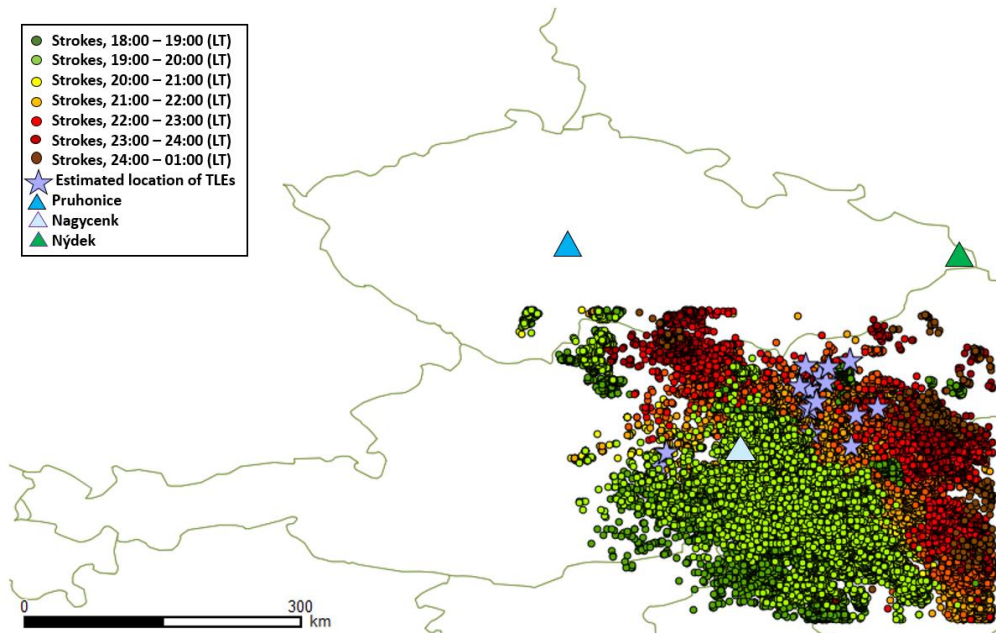 Strokes, 18:00 – 19:00 (LT)
Strokes, 19:00 – 20:00 (LT)
Strokes, 20:00 – 21:00 (LT)
Strokes, 21:00 – 22:00 (LT)
Strokes, 22:00 – 23:00 (LT)
Strokes, 23:00 – 24:00 (LT)
Strokes, 24:00 – 01:00 (LT)
Estimated location of TLEs
Pruhonice
Nagycenk
Nýdek
0 300
km